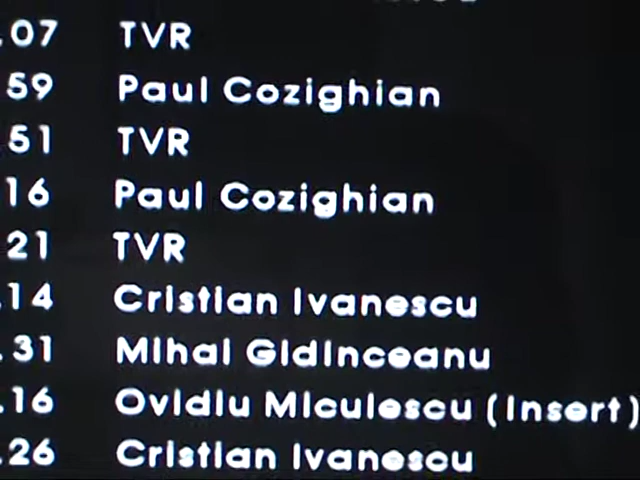 .07 TVR
59 Paul Cozighian
51 TVR
16 Paul Cozighian
21 TVR
.14 Cristian Ivanescu
.31 Mihai Gidinceanu
.16 Ovidiu Miculescu (Insert)
.26 Cristian Ivanescu